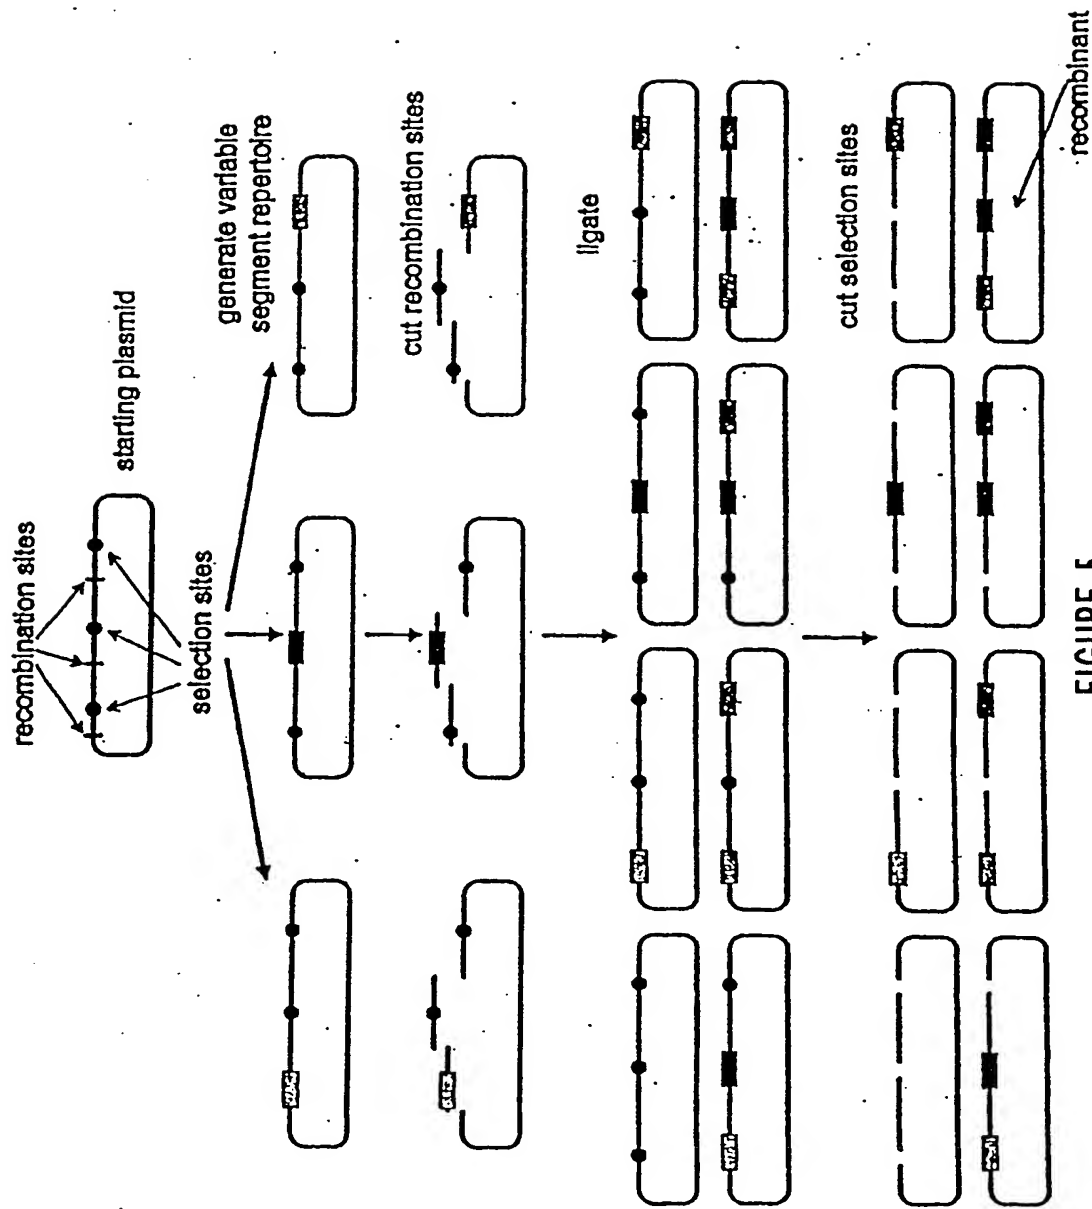 recombination sites
starting plasmid
selection sites
generate variable
segment repertoire
cut recombination sites
ligate
cut selection sites
recombinant
FIGURE 5